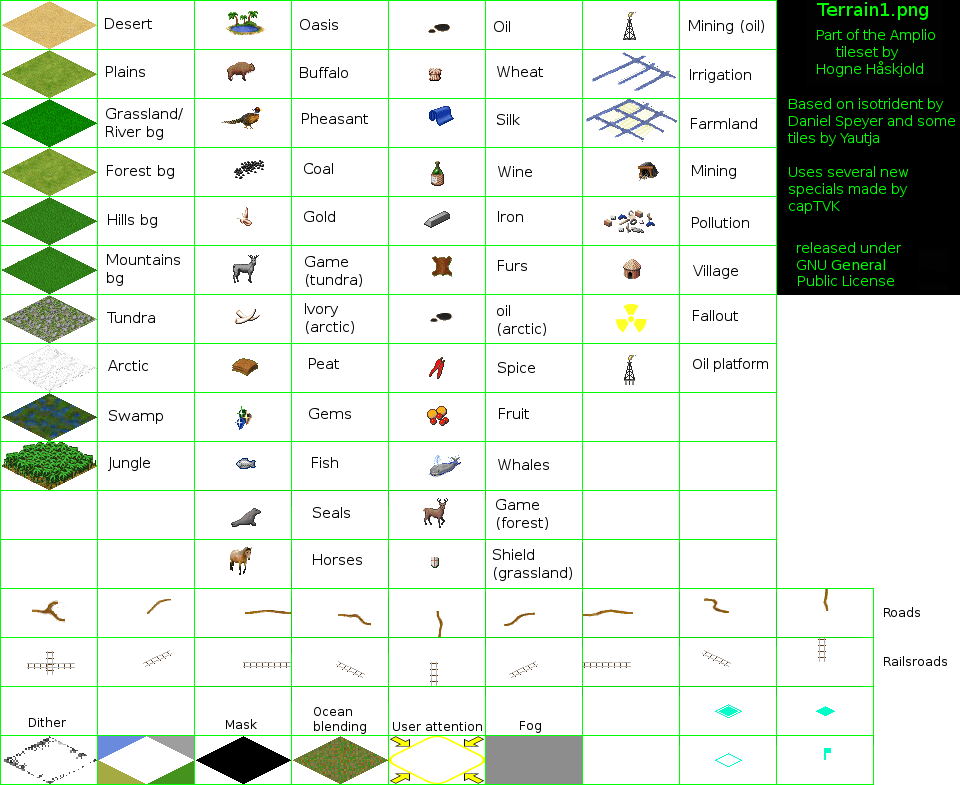 Terrain1.png
Part of the Amplio
tileset by
Hogne Håskjold
Based on isotrident by
Daniel Speyer and some
tiles by Yautja
Uses several new
specials made by
capTVK
released under
GNU General
Public License
Desert
Oasis
Oil
Mining (oil)
Plains
Buffalo
Wheat
Irrigation
Grassland/
River bg
Pheasant
Silk
Farmland
Forest bg
Coal
Wine
Mining
Hills bg
Gold
Iron
Pollution
Mountains
bg
Game
(tundra)
Furs
Village
Tundra
Ivory
(arctic)
oil
(arctic)
Fallout
Arctic
Peat
Spice
Oil platform
Swamp
Gems
Fruit
Jungle
Fish
Whales
Seals
Game
(forest)
Horses
Shield
(grassland)
Roads
Railsroads
Dither
Mask
Ocean
blending
User attention
Fog